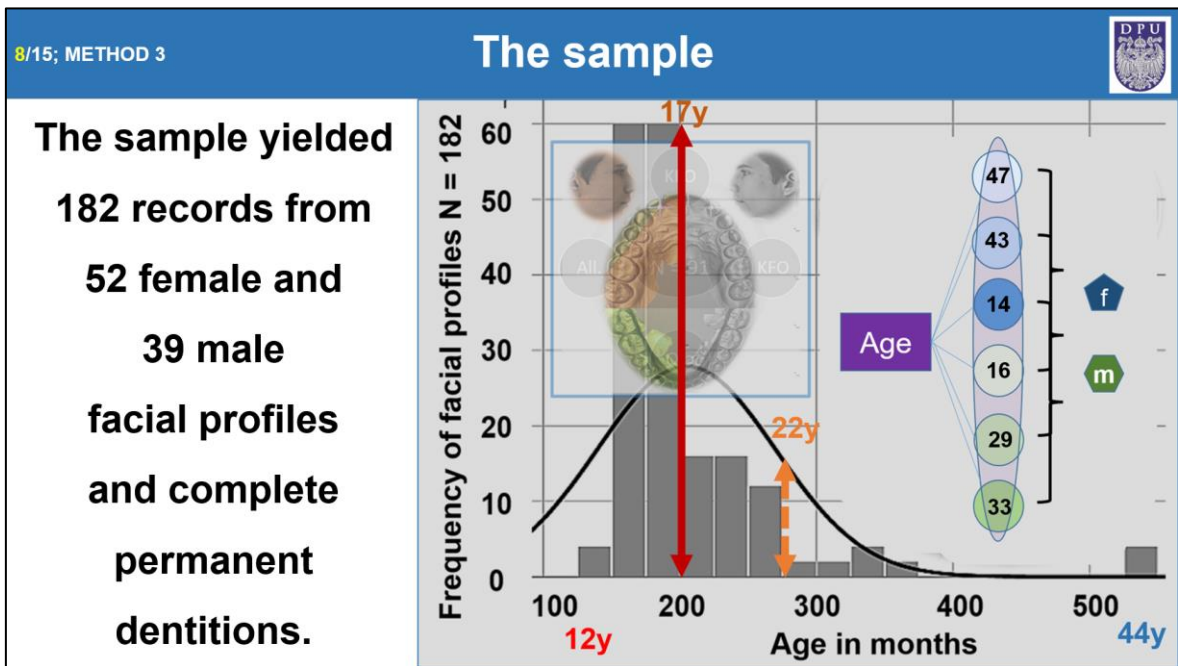 8/15; METHOD 3
The sample
DPU
The sample yielded
182 records from
52 female and
39 male
facial profiles
and complete
permanent
dentitions.
Frequency of facial profiles N = 182
60
50
40
30
20
10
0
17y
KFO
All.
N = 91
KFO
22y
Age
47
43
14
16
29
33
f
m
100
200
300
400
500
12y
Age in months
44y